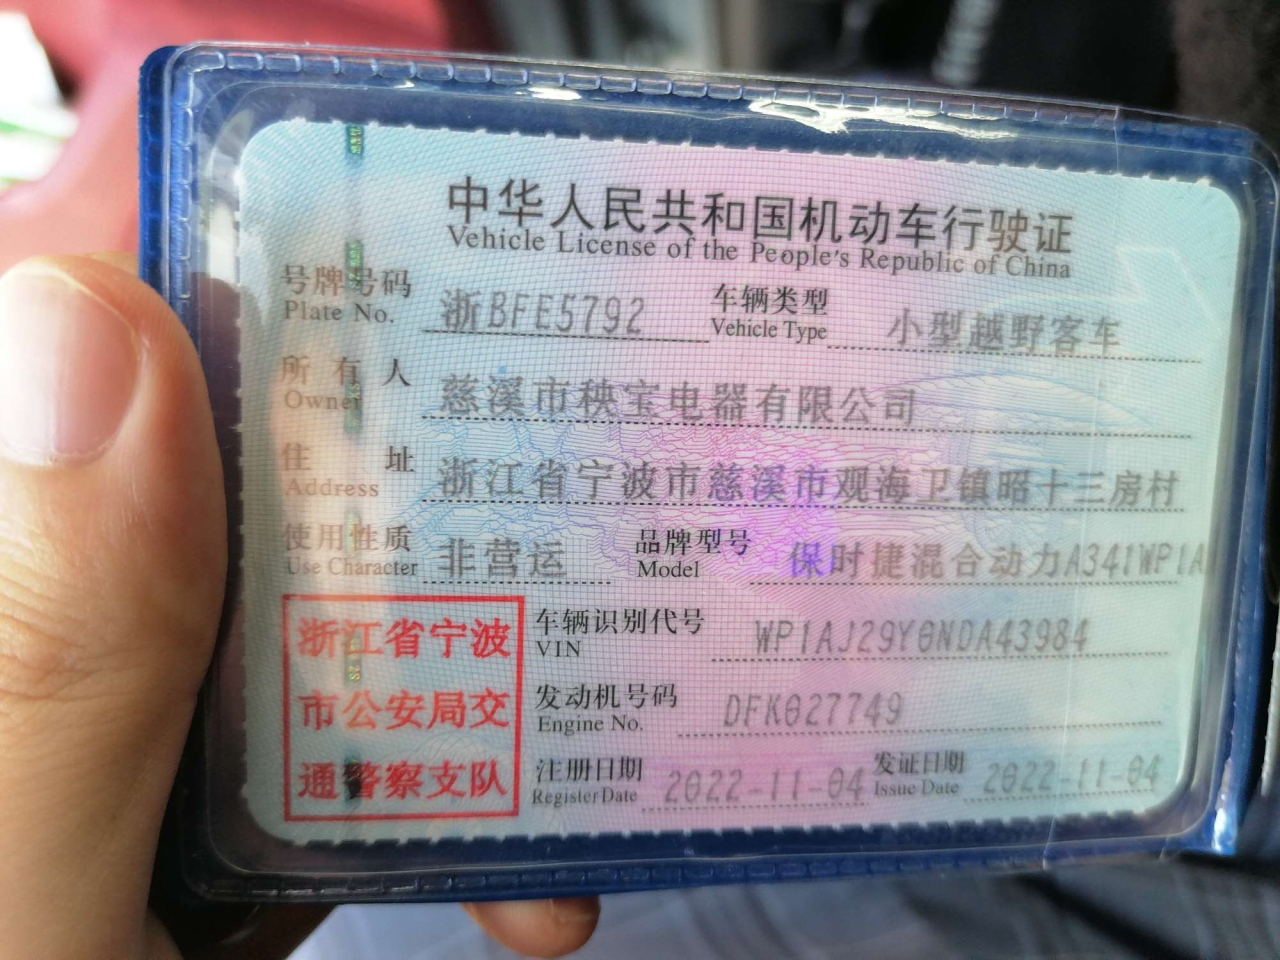 中华人民共和国机动车行驶证
Vehicle License of the People's Republic of China
号牌号码 浙BFE5792 车辆类型 小型越野客车
Plate No. Vehicle Type
所有人 慈溪市秧宝电器有限公司
Owner
住址 浙江省宁波市慈溪市观海卫镇昭十三房村
Address
使用性质 非营运 品牌型号 保时捷混合动力A341WP1A
Use Character Model
浙江省宁波
市公安局交
通警察支队
车辆识别代号 WP1AJ29Y0NDA43984
VIN
发动机号码 DFK027749
Engine No.
注册日期 2022-11-04 发证日期 2022-11-04
Register Date Issue Date